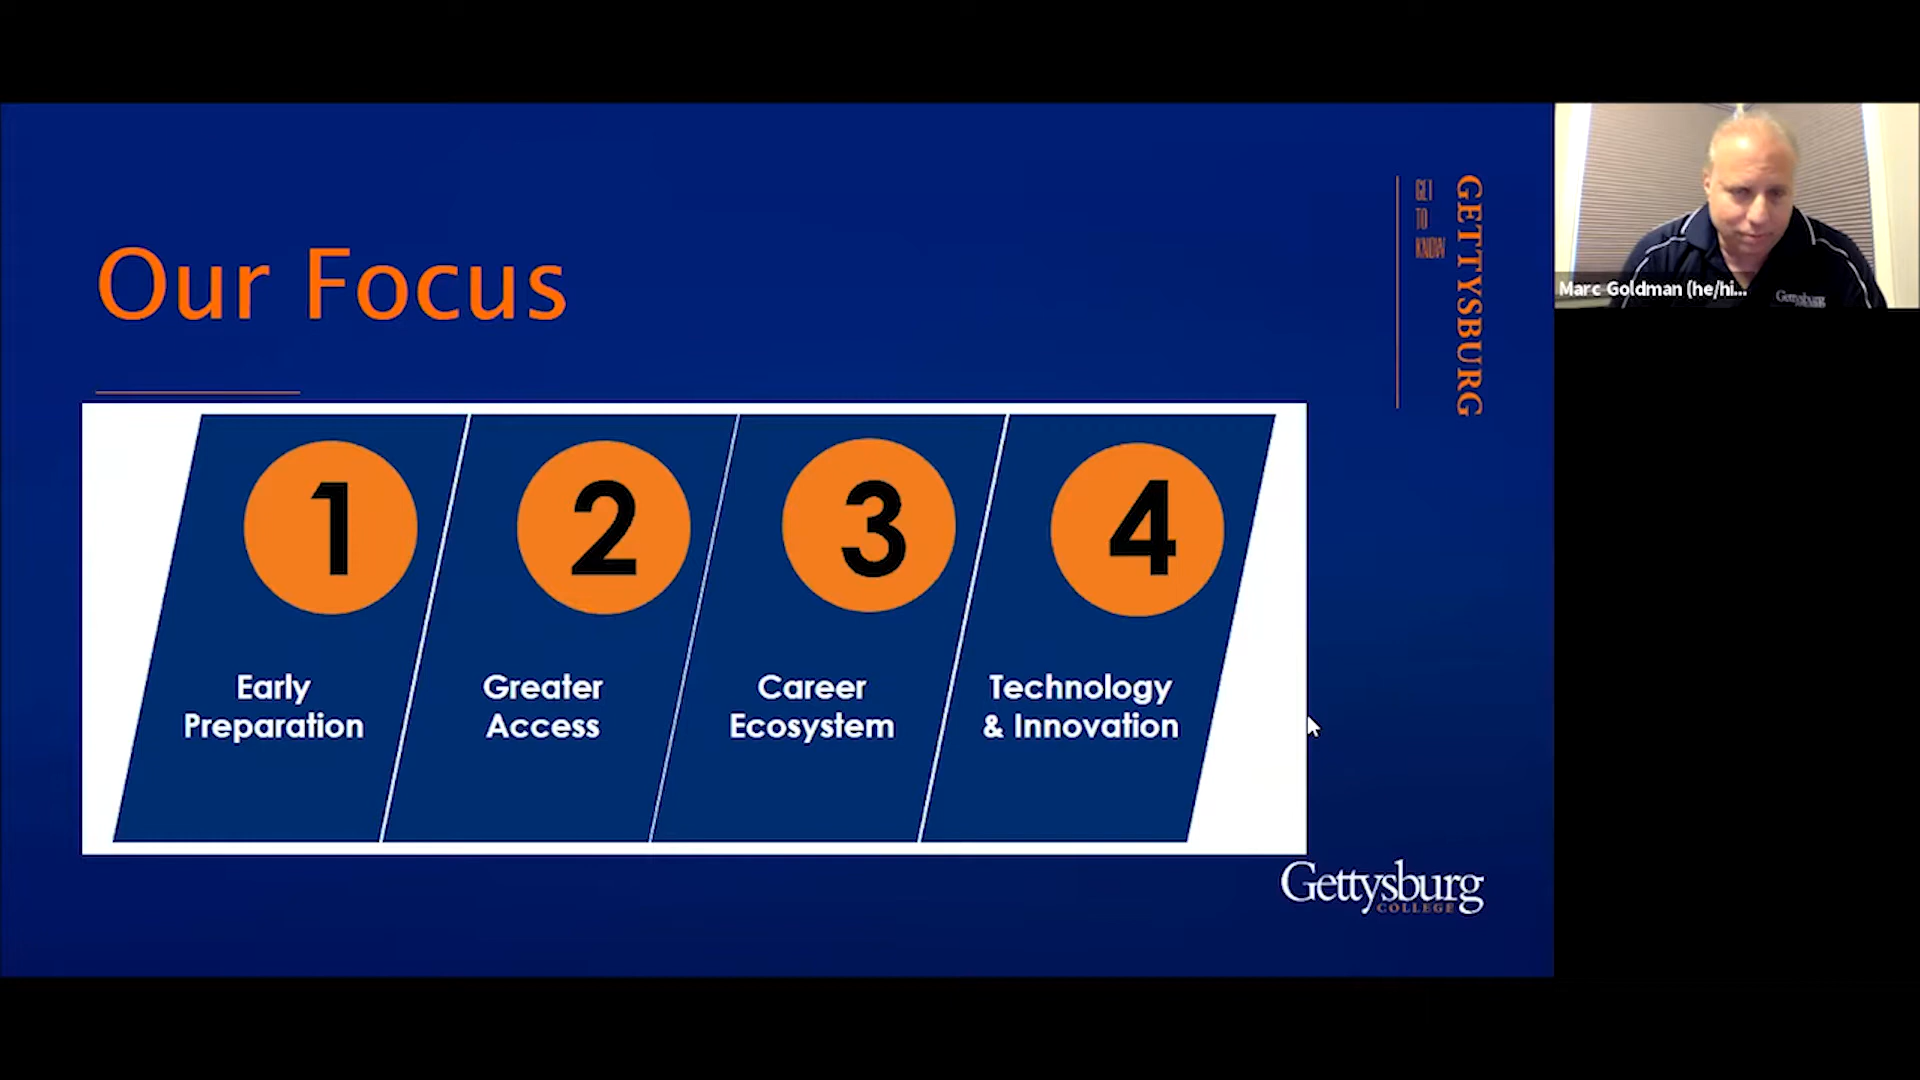 Our Focus
GET
TO
KNOW
GETTYSBURG
Marc Goldman (he/hi...
Gettysburg
1
2
3
4
Early
Preparation
Greater
Access
Career
Ecosystem
Technology
& Innovation
Gettysburg
COLLEGE